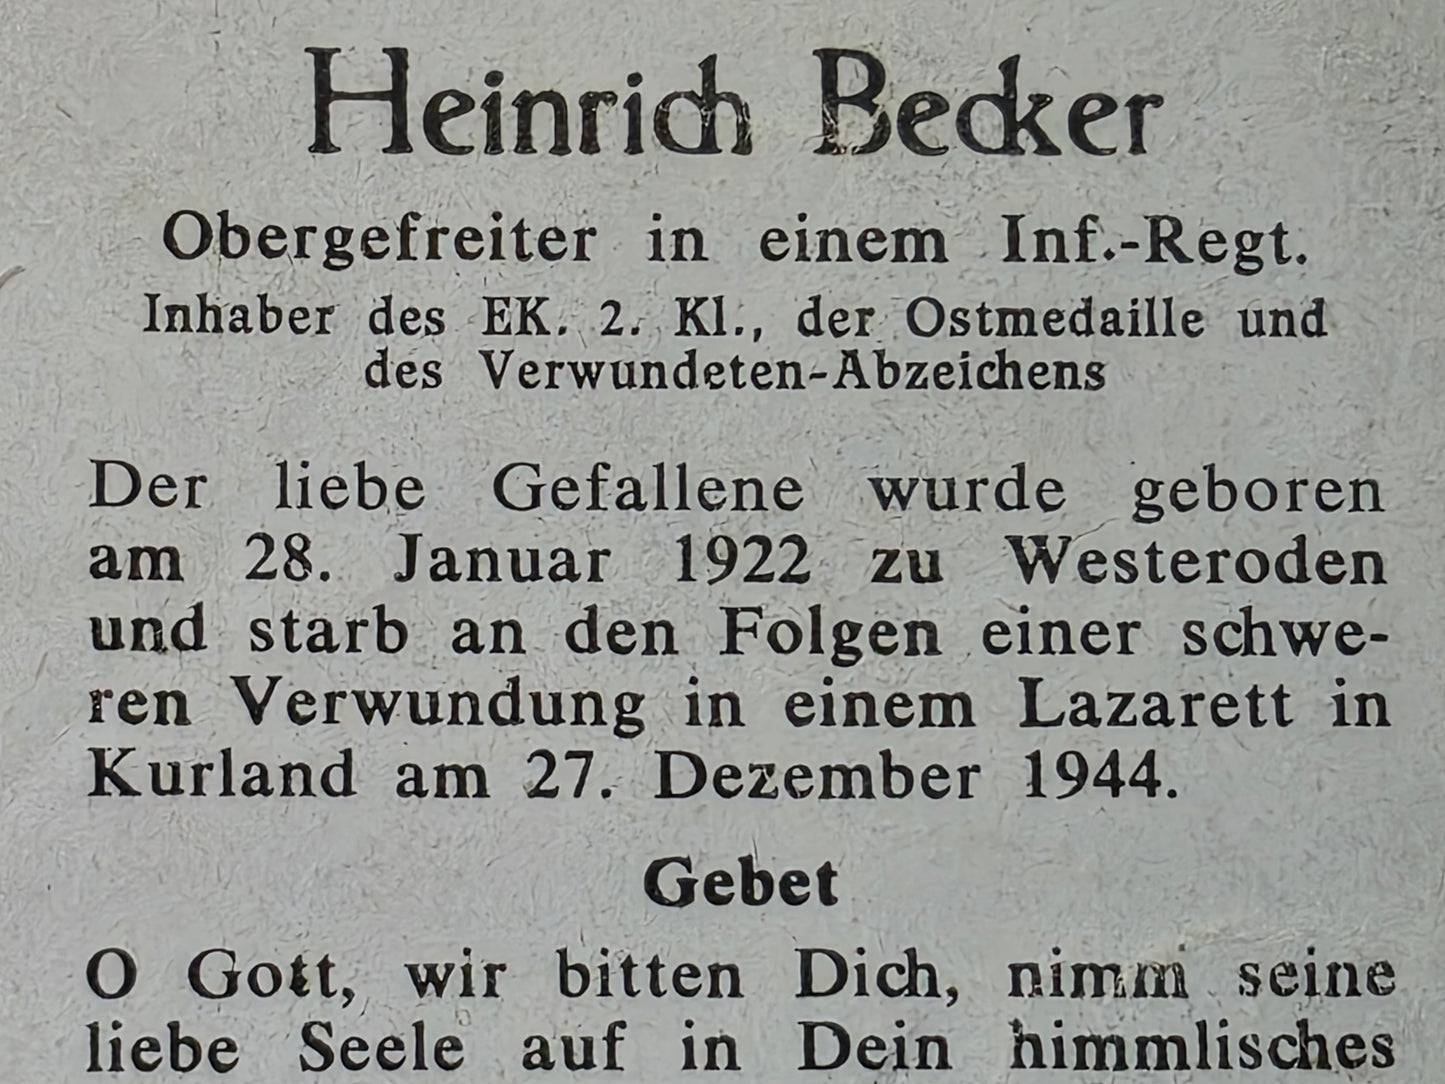 Heinrich Becker
Obergefreiter in einem Inf.-Regt.
Inhaber des EK. 2. Kl., der Ostmedaille und
des Verwundeten-Abzeichens
Der liebe Gefallene wurde geboren
am 28. Januar 1922 zu Westeroden
und starb an den Folgen einer schwe-
ren Verwundung in einem Lazarett in
Kurland am 27. Dezember 1944.
Gebet
O Gott, wir bitten Dich, nimm seine
liebe Seele auf in Dein himmlisches